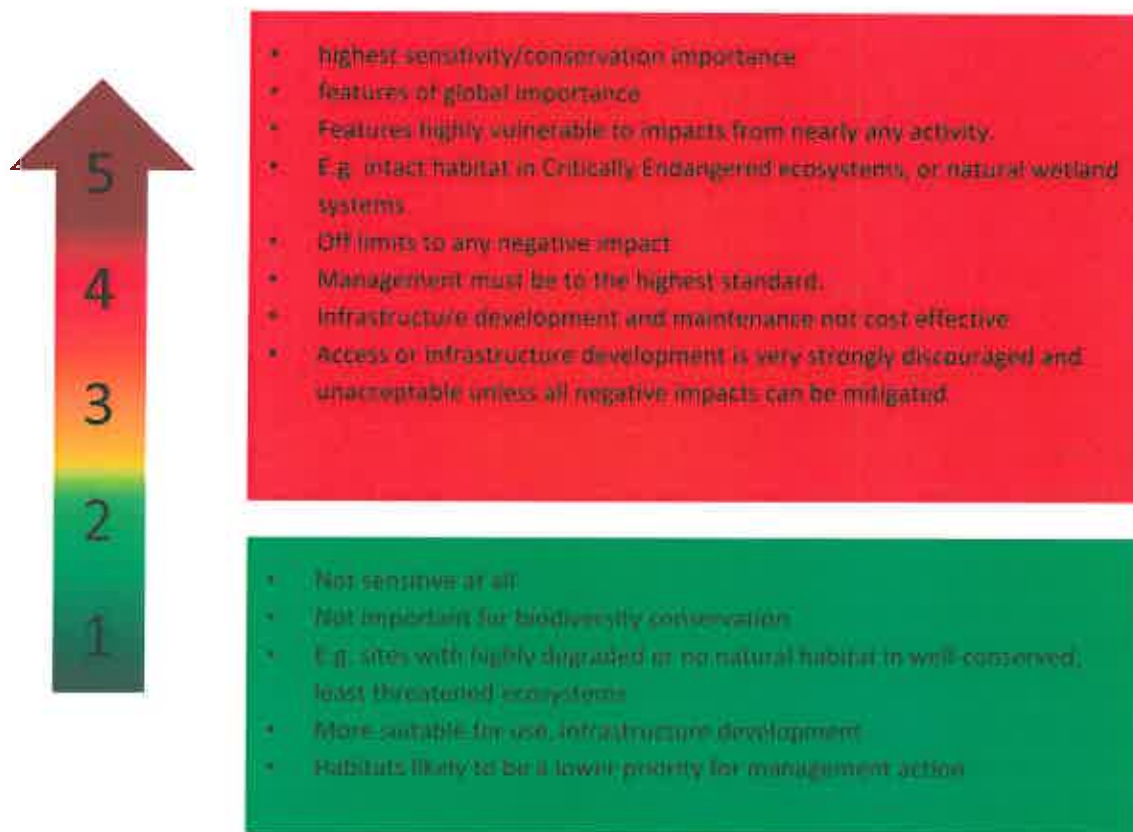 5
4
3
2
1
• highest sensitivity/conservation importance
• features of global importance
• Features highly vulnerable to impacts from nearly any activity.
• E.g. intact habitat in Critically Endangered ecosystems, or natural wetland
systems
• Off limits to any negative impact
• Management must be to the highest standard.
• Infrastructure development and maintenance not cost effective
• Access or infrastructure development is very strongly discouraged and
unacceptable unless all negative impacts can be mitigated
• Not sensitive at all
• Not important for biodiversity conservation
• E.g. sites with highly degraded or no natural habitat in well-conserved,
least threatened ecosystems
• More suitable for use, infrastructure development
• Habitats likely to be a lower priority for management action